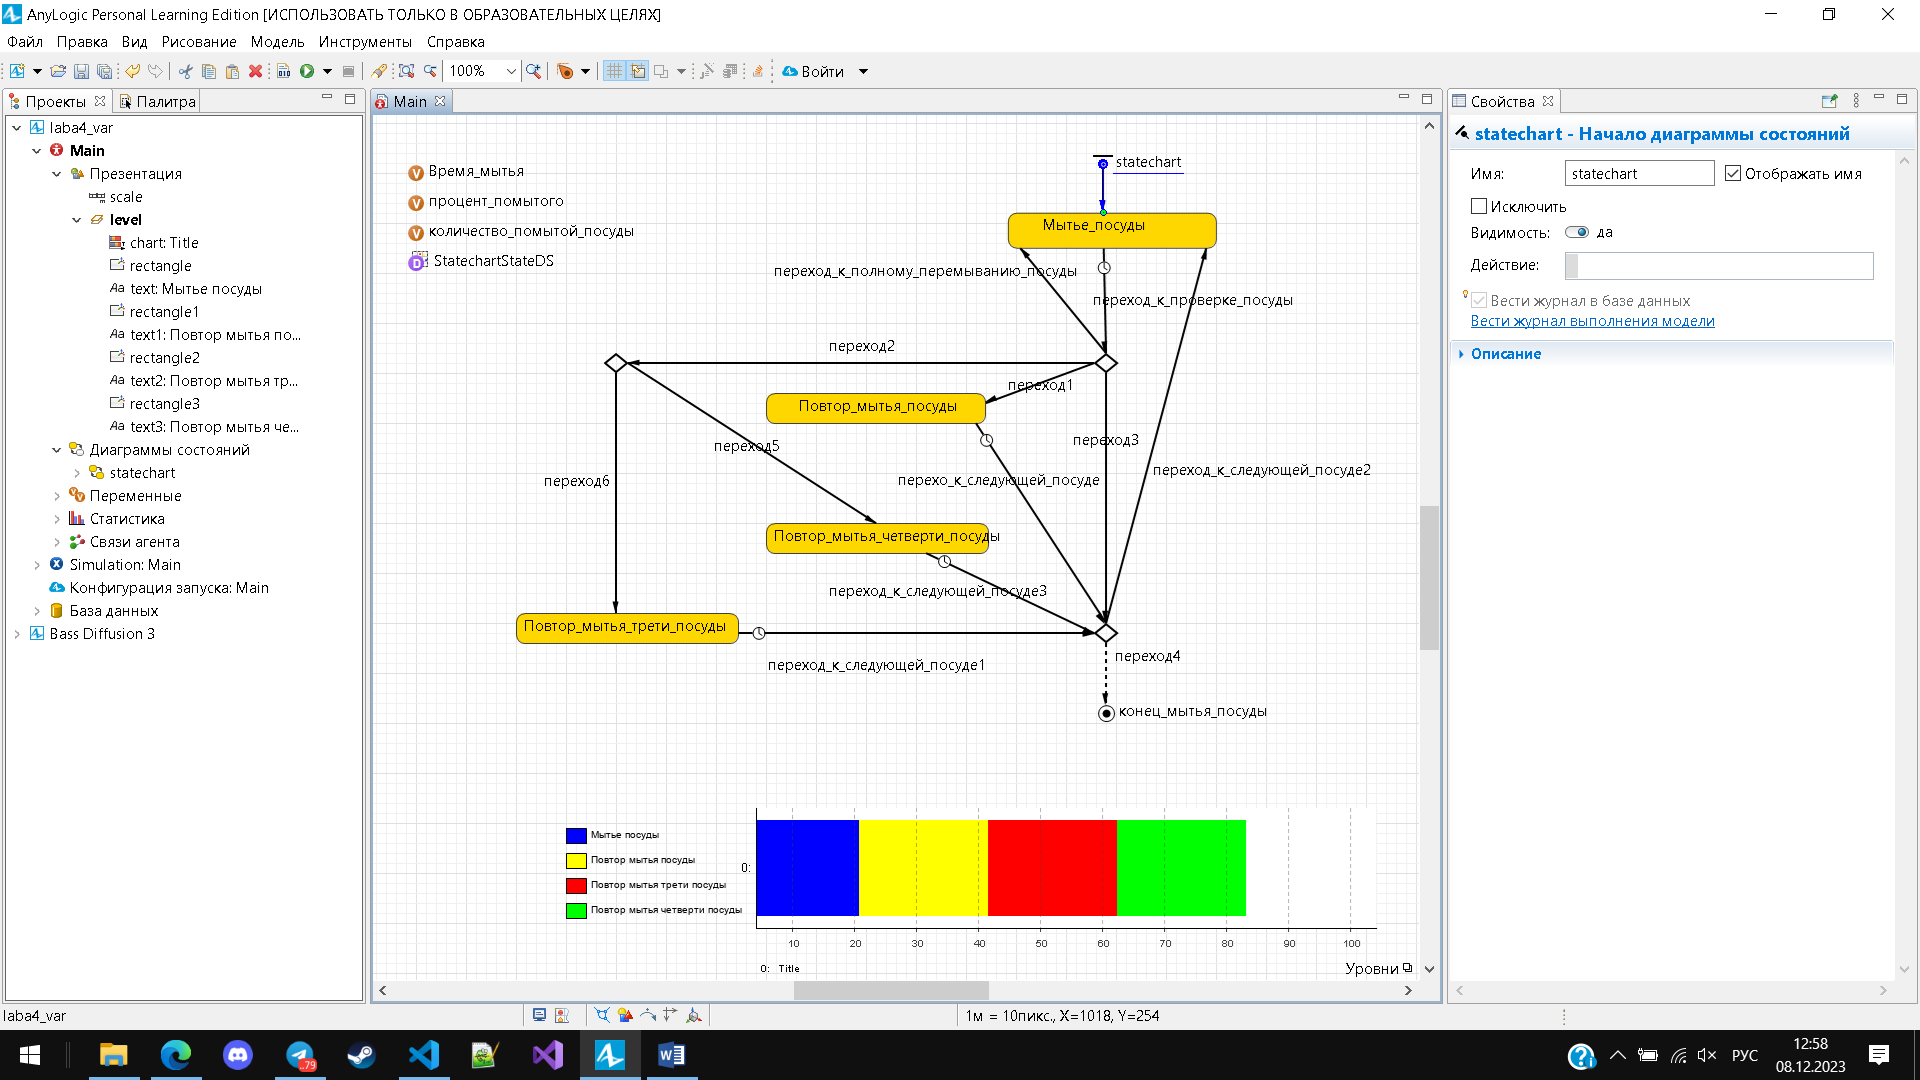 AnyLogic Personal Learning Edition [ИСПОЛЬЗОВАТЬ ТОЛЬКО В ОБРАЗОВАТЕЛЬНЫХ ЦЕЛЯХ]
Файл Правка Вид Рисование Модель Инструменты Справка
100% Войти
Проекты Палитра
laba4_var
Main
Презентация
scale
level
chart: Title
rectangle
text: Мытье посуды
rectangle1
text1: Повтор мытья по...
rectangle2
text2: Повтор мытья тр...
rectangle3
text3: Повтор мытья че...
Диаграммы состояний
statechart
Переменные
Статистика
Связи агента
Simulation: Main
Конфигурация запуска: Main
База данных
Bass Diffusion 3
Main
Время_мытья
процент_помытого
количество_помытой_посуды
StatechartStateDS
statechart
Мытье_посуды
переход_к_полному_перемыванию_посуды
переход_к_проверке_посуды
переход2
переход1
Повтор_мытья_посуды
переход5
переход3
переход6
перехо_к_следующей_посуде
переход_к_следующей_посуде2
Повтор_мытья_четверти_посуды
переход_к_следующей_посуде3
Повтор_мытья_трети_посуды
переход_к_следующей_посуде1
переход4
конец_мытья_посуды
Мытье посуды
Повтор мытья посуды
Повтор мытья трети посуды
Повтор мытья четверти посуды
0:
10 20 30 40 50 60 70 80 90 100
0: Title
Уровни
Свойства
statechart - Начало диаграммы состояний
Имя: statechart Отображать имя
Исключить
Видимость: да
Действие:
Вести журнал в базе данных
Вести журнал выполнения модели
Описание
laba4_var
1м = 10пикс., X=1018, Y=254
.79
РУС
12:58
08.12.2023